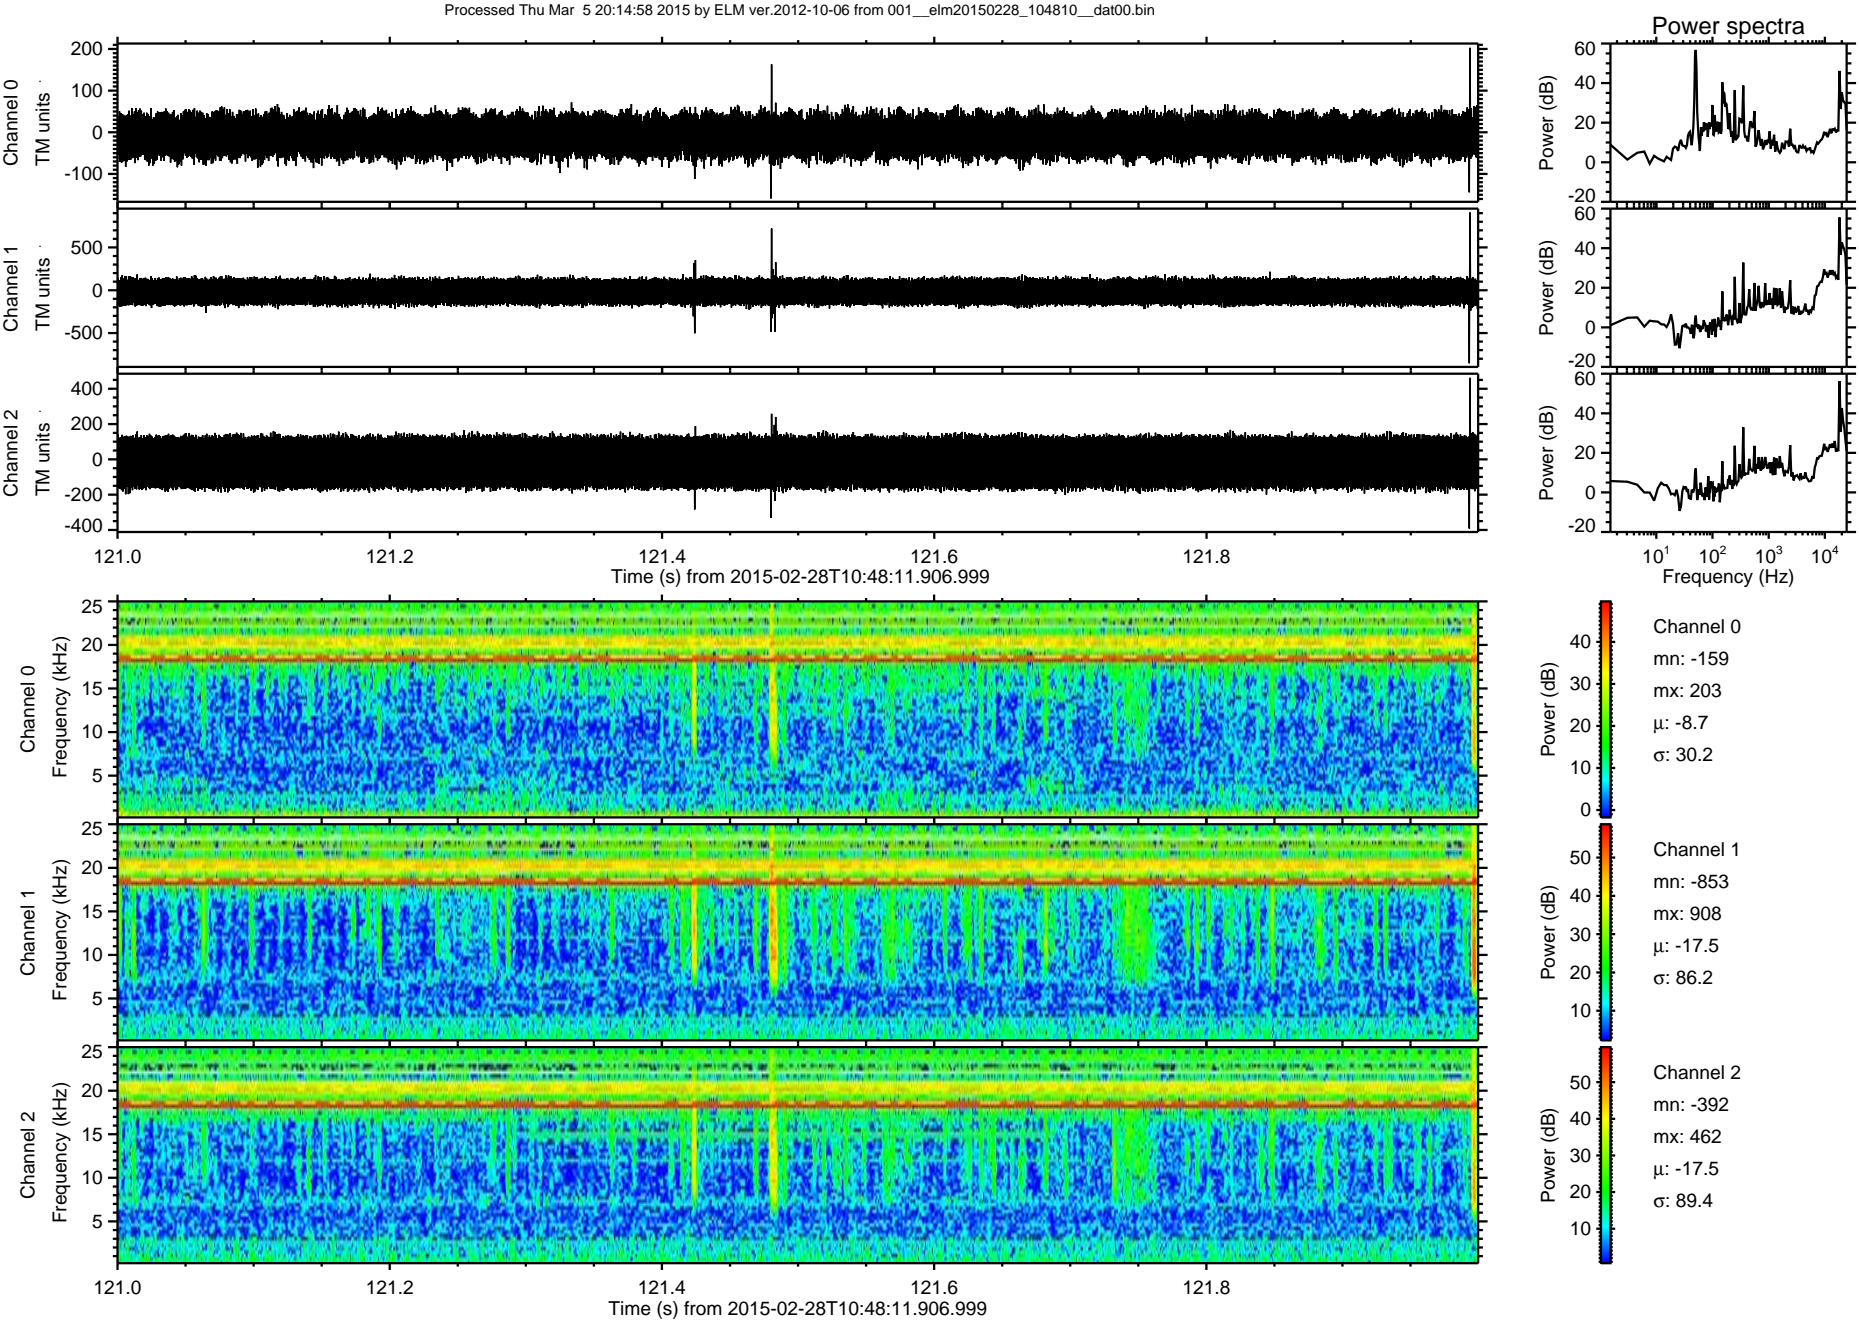 Processed Thu Mar  5 20:14:58 2015 by ELM ver.2012-10-06 from 001__elm20150228_104810__dat00.bin
Power spectra
Channel 0
TM units
200
100
0
-100
Power (dB)
60
40
20
0
-20
Channel 1
TM units
500
0
-500
Power (dB)
60
40
20
0
-20
Channel 2
TM units
400
200
0
-200
-400
Power (dB)
60
40
20
0
-20
121.0
121.2
121.4
121.6
121.8
Time (s) from 2015-02-28T10:48:11.906.999
10¹
10²
10³
10⁴
Frequency (Hz)
Channel 0
Frequency (kHz)
25
20
15
10
5
Power (dB)
40
30
20
10
0
Channel 0
mn: -159
mx: 203
μ: -8.7
σ: 30.2
Channel 1
Frequency (kHz)
25
20
15
10
5
Power (dB)
50
40
30
20
10
Channel 1
mn: -853
mx: 908
μ: -17.5
σ: 86.2
Channel 2
Frequency (kHz)
25
20
15
10
5
Power (dB)
50
40
30
20
10
Channel 2
mn: -392
mx: 462
μ: -17.5
σ: 89.4
121.0
121.2
121.4
121.6
121.8
Time (s) from 2015-02-28T10:48:11.906.999